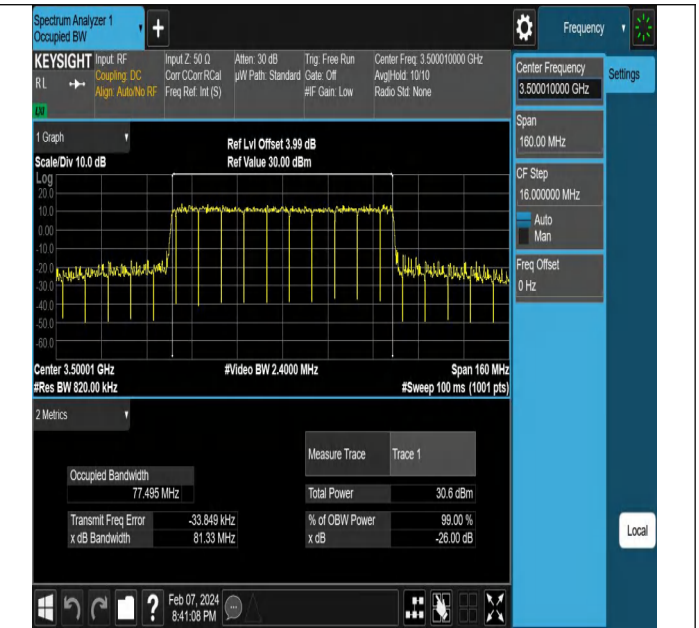 Spectrum Analyzer 1
Occupied BW
+
Frequency
KEYSIGHT
RL
Input: RF
Coupling: DC
Align: Auto/No RF
Input Z: 50 Ω
Corr CCorr RCal
Freq Ref: Int (S)
Atten: 30 dB
µW Path: Standard
Trig: Free Run
Gate: Off
#IF Gain: Low
Center Freq: 3.500010000 GHz
Avg|Hold: 10/10
Radio Std: None
Center Frequency
3.500010000 GHz
Settings
Span
160.00 MHz
CF Step
16.000000 MHz
Auto
Man
Freq Offset
0 Hz
1 Graph
Scale/Div 10.0 dB
Ref Lvl Offset 3.99 dB
Ref Value 30.00 dBm
Log
20.0
10.0
0.00
-10.0
-20.0
-30.0
-40.0
-50.0
-60.0
Center 3.50001 GHz
#Video BW 2.4000 MHz
Span 160 MHz
#Res BW 820.00 kHz
#Sweep 100 ms (1001 pts)
2 Metrics
Measure Trace
Trace 1
Occupied Bandwidth
77.495 MHz
Total Power
30.6 dBm
Transmit Freq Error
-33.849 kHz
% of OBW Power
99.00 %
x dB Bandwidth
81.33 MHz
x dB
-26.00 dB
Local
?
Feb 07, 2024
8:41:08 PM